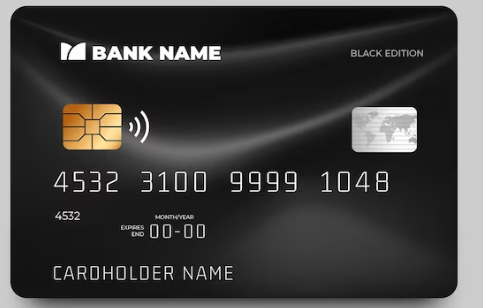 BANK NAME
BLACK EDITION
4532 3100 9999 1048
4532
MONTH/YEAR
EXPIRES
END
00-00
CARDHOLDER NAME